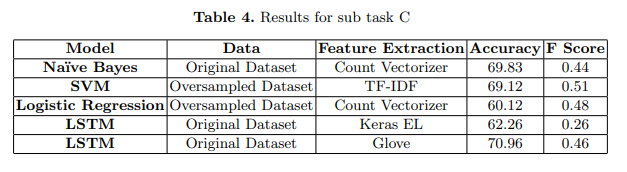 Table 4. Results for sub task C
Model Data Feature Extraction Accuracy F Score
Naïve Bayes Original Dataset Count Vectorizer 69.83 0.44
SVM Oversampled Dataset TF-IDF 69.12 0.51
Logistic Regression Oversampled Dataset Count Vectorizer 60.12 0.48
LSTM Original Dataset Keras EL 62.26 0.26
LSTM Original Dataset Glove 70.96 0.46